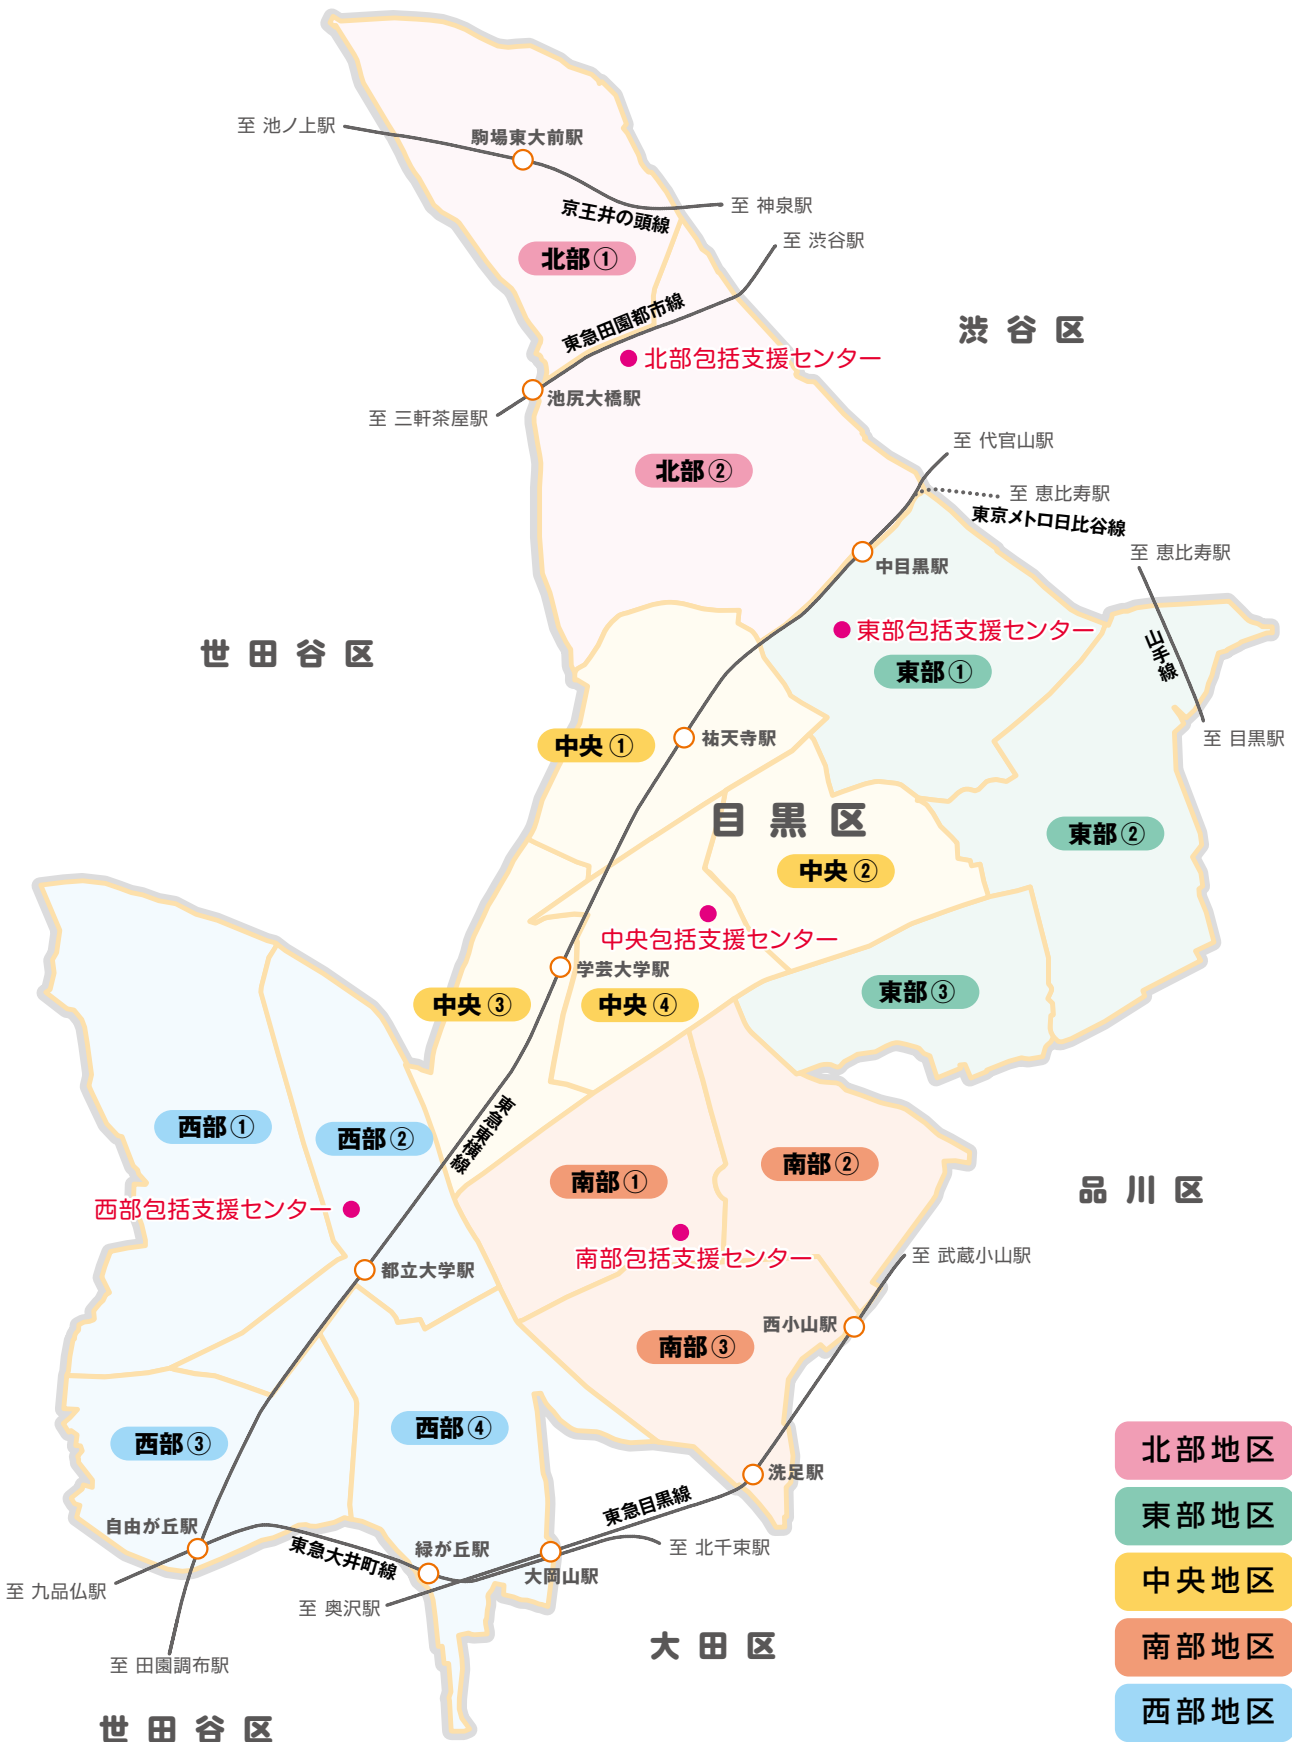 至 池ノ上駅
駒場東大前駅
京王井の頭線
至 神泉駅
至 渋谷駅
北部①
東急田園都市線
渋谷区
北部包括支援センター
池尻大橋駅
至 三軒茶屋駅
至 代官山駅
北部②
至 恵比寿駅
東京メトロ日比谷線
至 恵比寿駅
中目黒駅
東部包括支援センター
山手線
世田谷区
東部①
至 目黒駅
中央①
祐天寺駅
目黒区
東部②
中央②
中央包括支援センター
学芸大学駅
東部③
中央③
中央④
東急東横線
西部①
西部②
南部①
南部②
品川区
西部包括支援センター
南部包括支援センター
至 武蔵小山駅
都立大学駅
西小山駅
南部③
西部③
西部④
洗足駅
東急目黒線
自由が丘駅
東急大井町線
緑が丘駅
大岡山駅
至 北千束駅
至 九品仏駅
至 奥沢駅
大田区
至 田園調布駅
世田谷区
北部地区
東部地区
中央地区
南部地区
西部地区